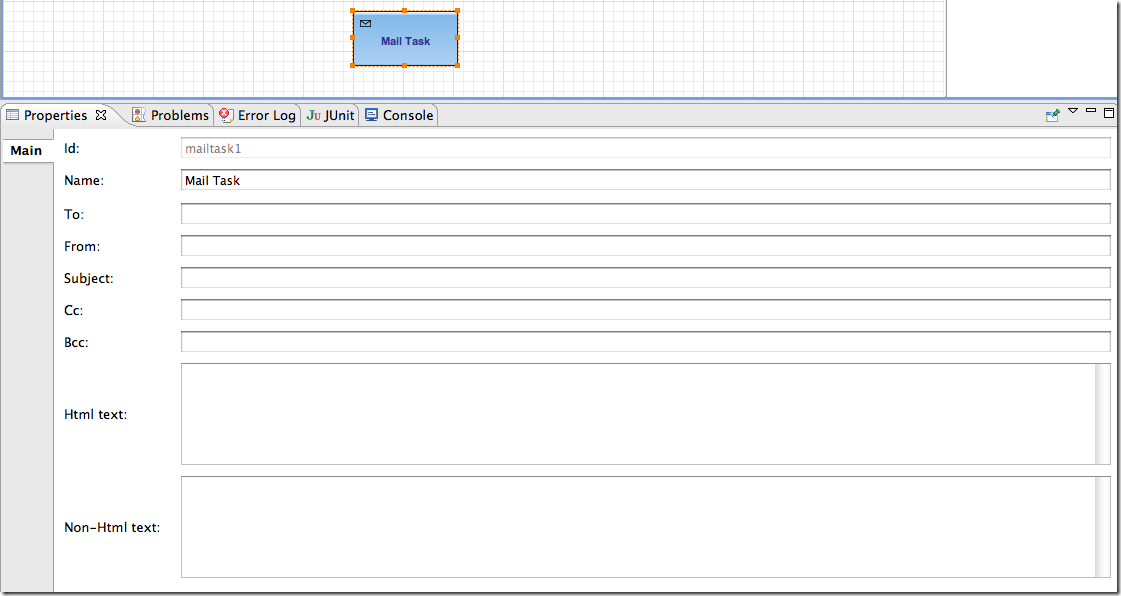 Mail Task
Properties Problems Error Log JUnit Console
Main
Id: mailtask1
Name: Mail Task
To:
From:
Subject:
Cc:
Bcc:
Html text:
Non-Html text: